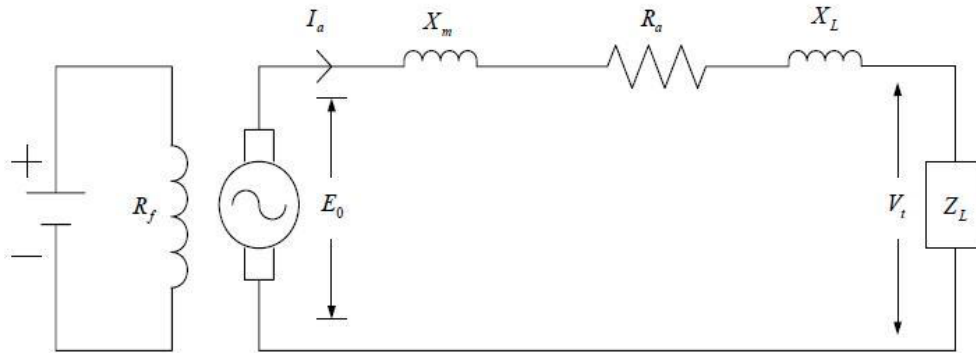 I_a
X_m
R_a
X_L
+
R_f
E_0
V_t
Z_L
−